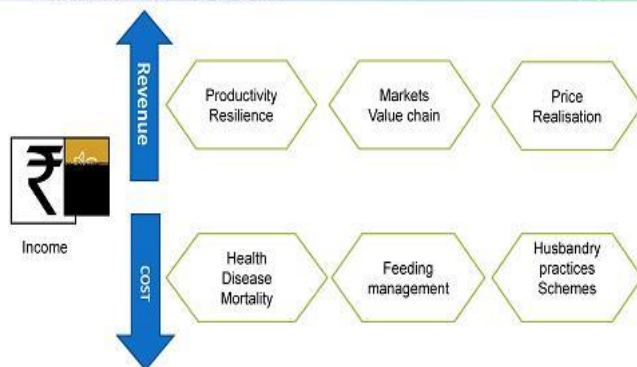 Revenue
Productivity
Resilience
Markets
Value chain
Price
Realisation
₹
Income
COST
Health
Disease
Mortality
Feeding
management
Husbandry
practices
Schemes